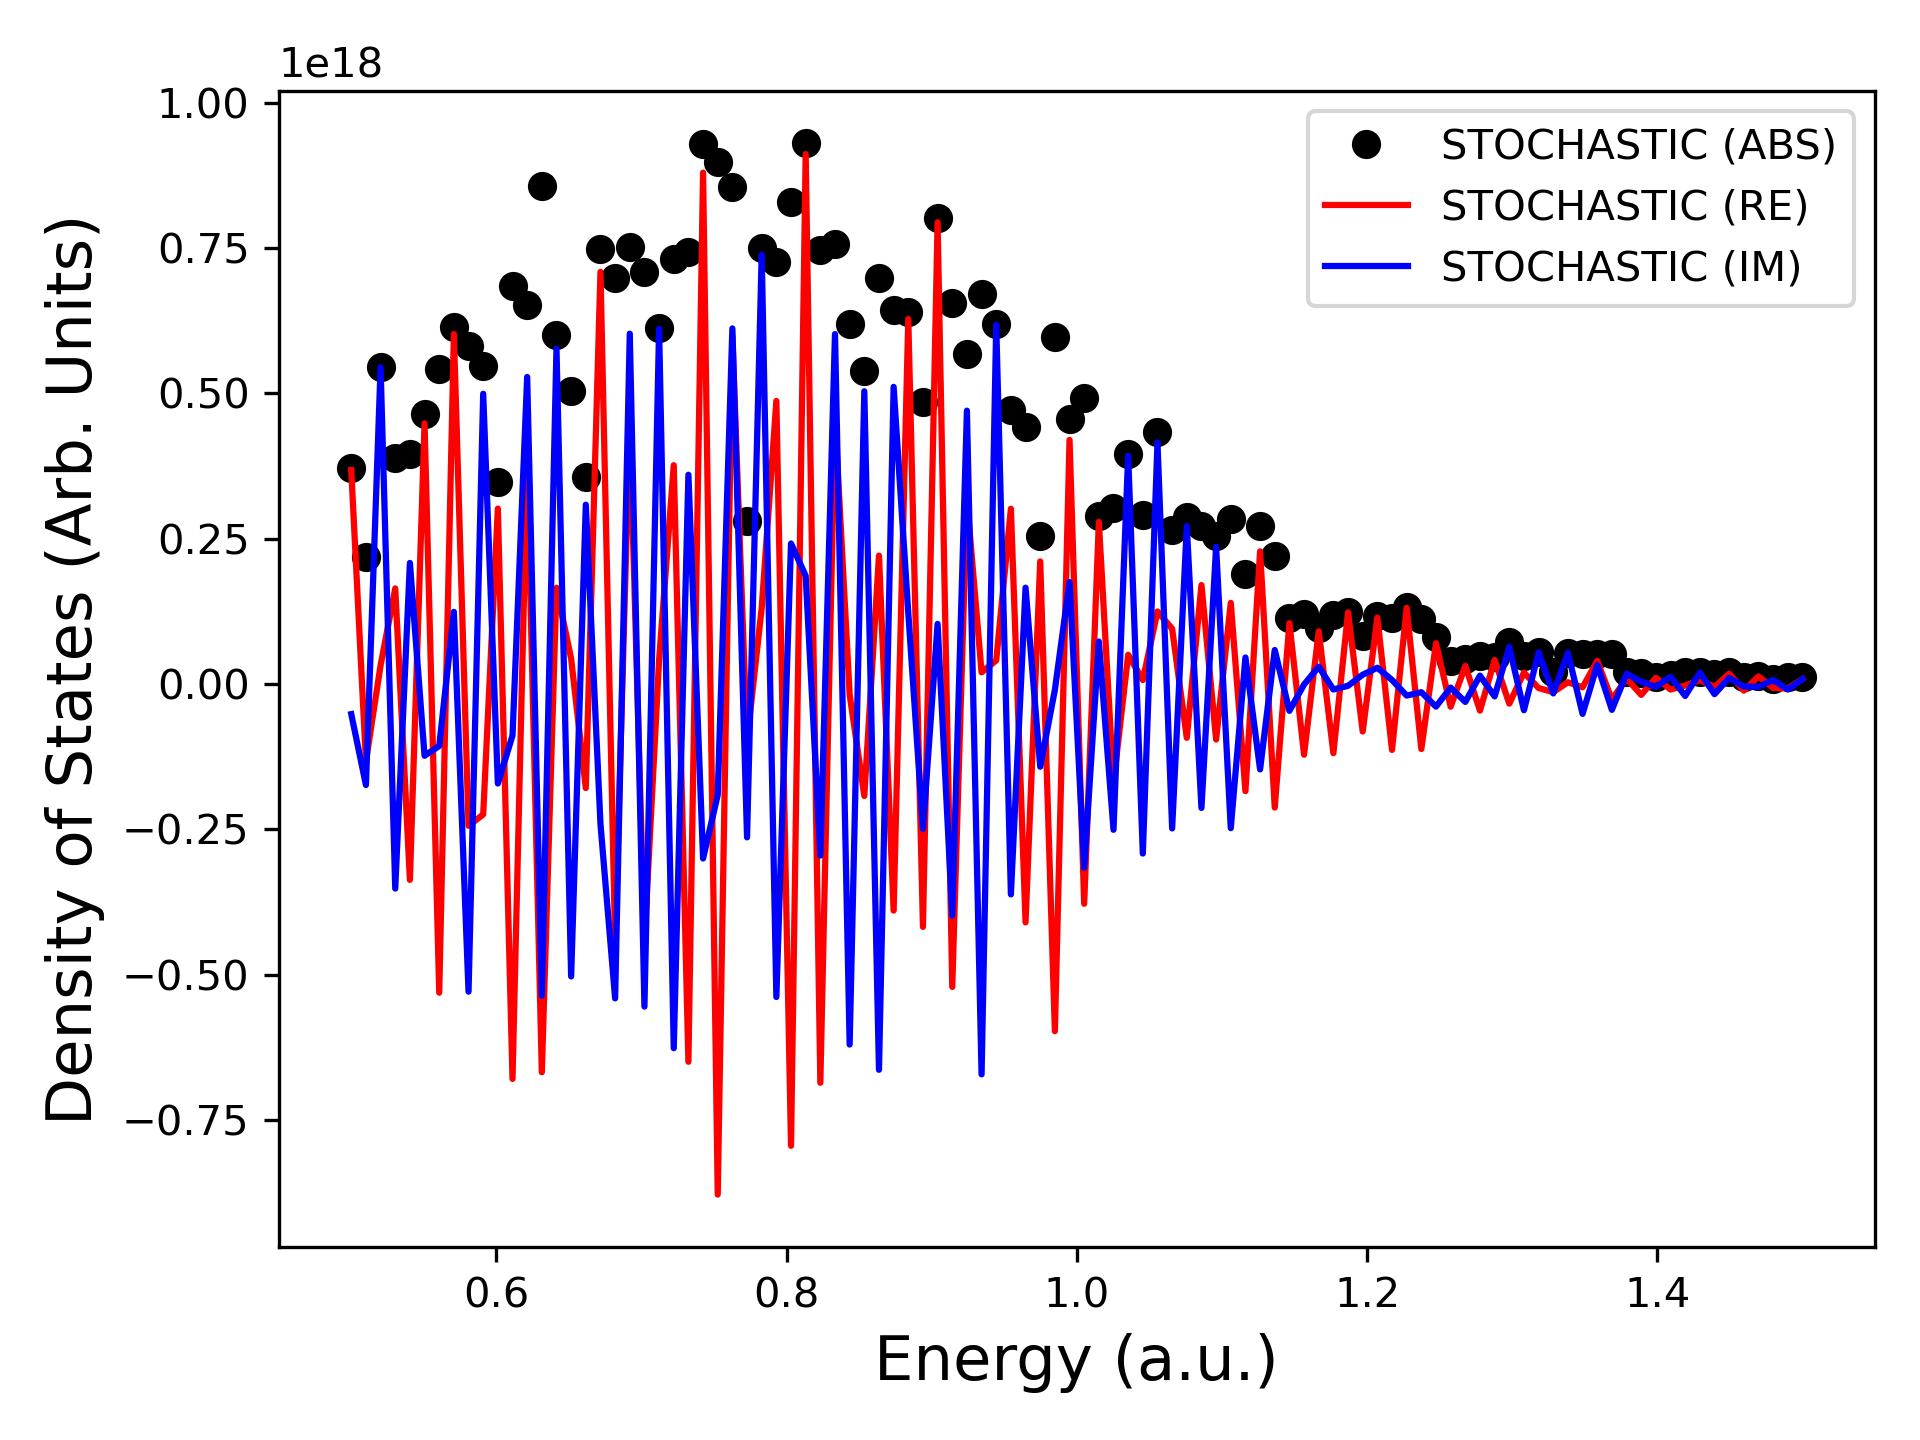 1e18
1.00
0.75
0.50
0.25
0.00
−0.25
−0.50
−0.75
Density of States (Arb. Units)
STOCHASTIC (ABS)
STOCHASTIC (RE)
STOCHASTIC (IM)
0.6 0.8 1.0 1.2 1.4
Energy (a.u.)